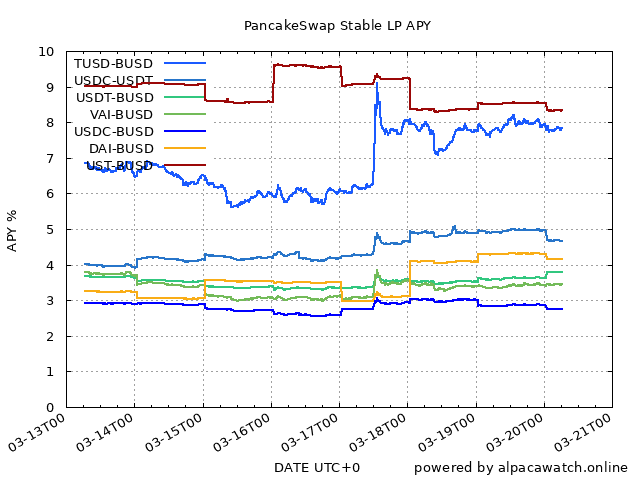 PancakeSwap Stable LP APY
10
9
8
7
6
5
4
3
2
1
0
APY %
TUSD-BUSD
USDC-USDT
USDT-BUSD
VAI-BUSD
USDC-BUSD
DAI-BUSD
UST-BUSD
03-13T00
03-14T00
03-15T00
03-16T00
03-17T00
03-18T00
03-19T00
03-20T00
03-21T00
DATE UTC+0
powered by alpacawatch.online